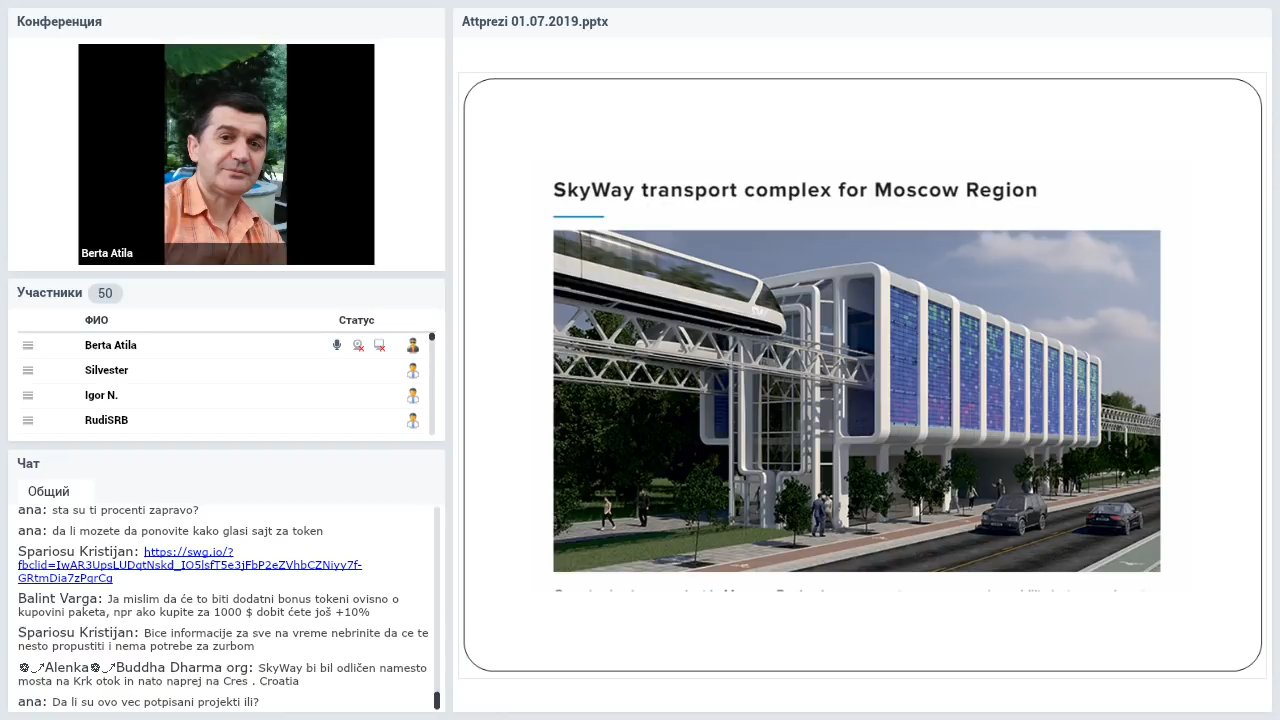 Конференция
Berta Atila
Участники 50
ФИО Статус
Berta Atila
Silvester
Igor N.
RudiSRB
Чат
Общий
ana: sta su ti procenti zapravo?
ana: da li mozete da ponovite kako glasi sajt za token
Spariosu Kristijan: https://swg.io/?
fbclid=IwAR3UpsLUDqtNskd_IO5lsfT5e3jFbP2eZVhbCZNiyy7f-
GRtmDia7zPqrCg
Balint Varga: Ja mislim da će to biti dodatni bonus tokeni ovisno o
kupovini paketa, npr ako kupite za 1000 $ dobit ćete još +10%
Spariosu Kristijan: Bice informacije za sve na vreme nebrinite da ce te
nesto propustiti i nema potrebe za zurbom
Alenka Buddha Dharma org: SkyWay bi bil odličen namesto
mosta na Krk otok in nato naprej na Cres . Croatia
ana: Da li su ovo vec potpisani projekti ili?
Attprezi 01.07.2019.pptx
SkyWay transport complex for Moscow Region